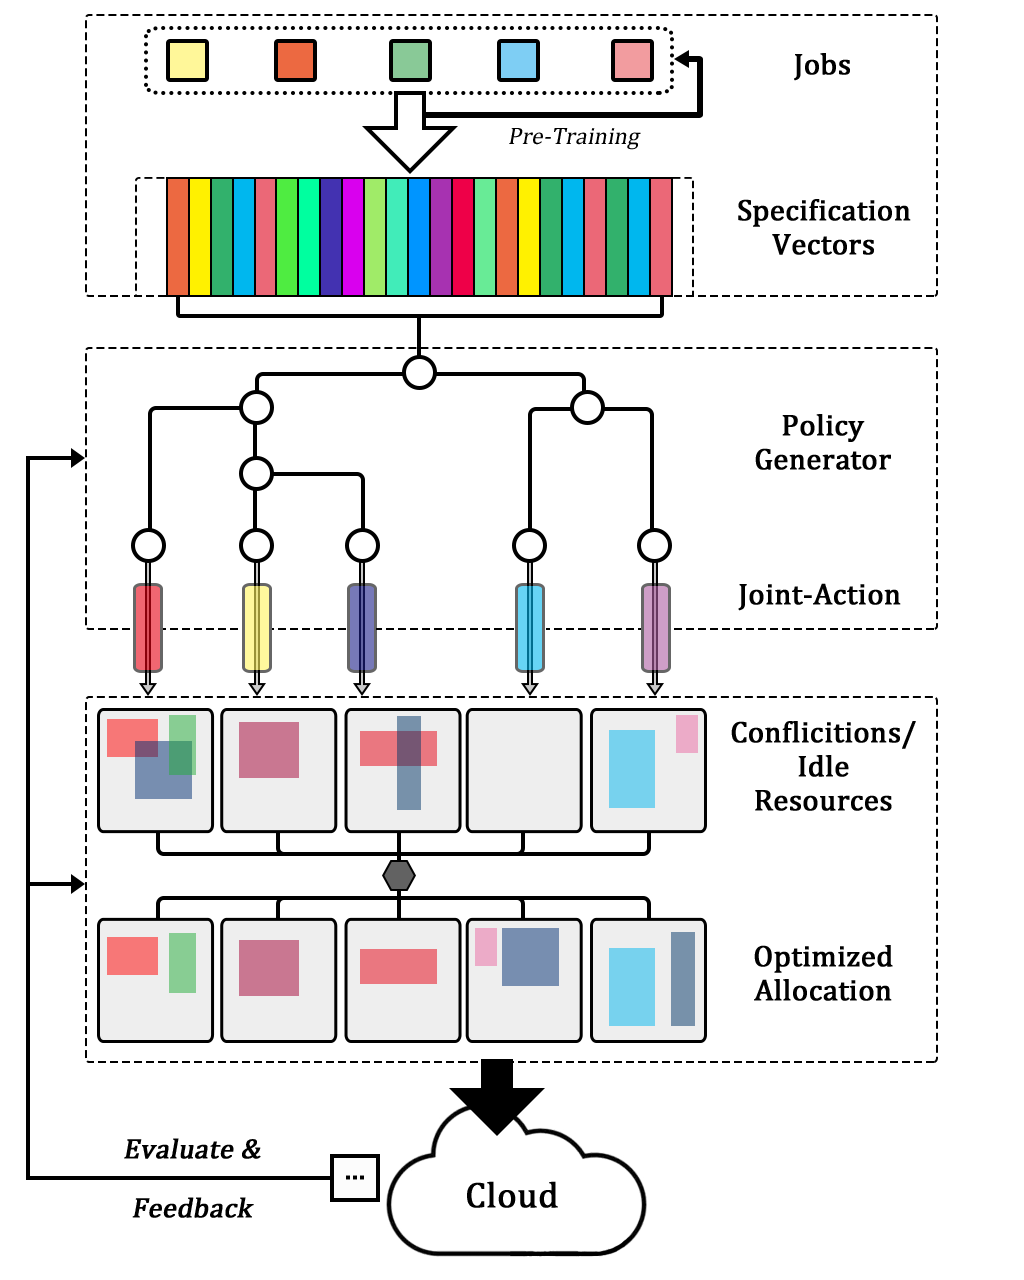 Jobs
Pre-Training
Specification
Vectors
Policy
Generator
Joint-Action
Conflicitions/
Idle
Resources
Optimized
Allocation
Evaluate &
Feedback
...
Cloud